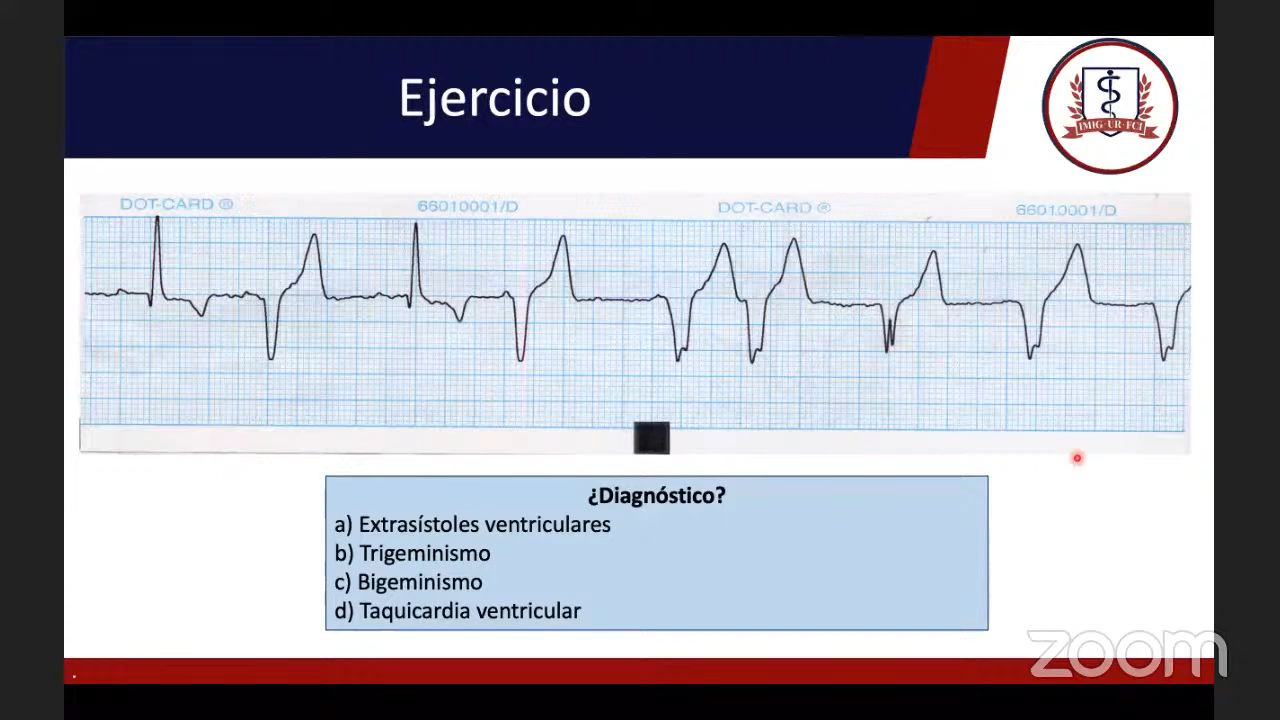 Ejercicio
IMIG-UR-FCI
DOT-CARD ® 66010001/D DOT-CARD ® 66010001/D
¿Diagnóstico?
a) Extrasístoles ventriculares
b) Trigeminismo
c) Bigeminismo
d) Taquicardia ventricular
zoom